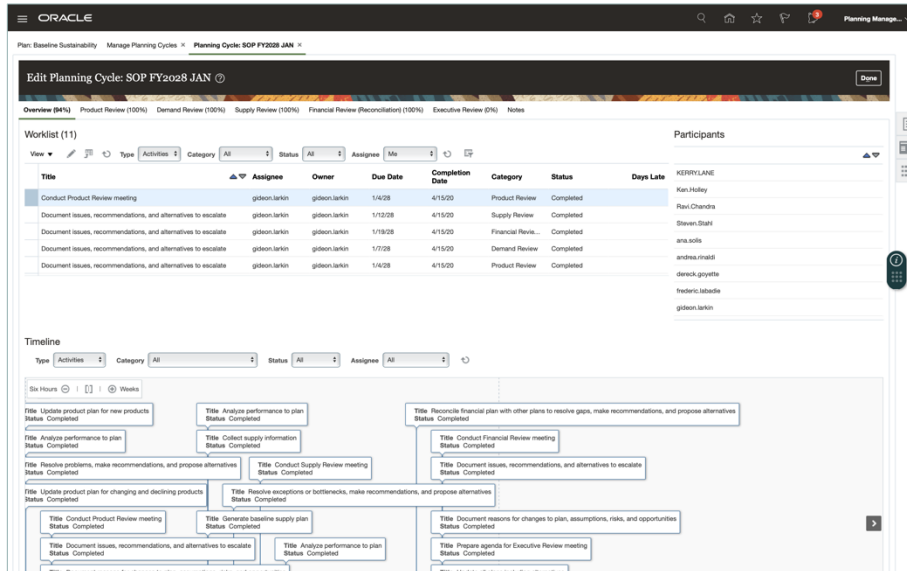 ORACLE
3
Planning Manage...
Plan: Baseline Sustainability Manage Planning Cycles × Planning Cycle: SOP FY2028 JAN ×
Edit Planning Cycle: SOP FY2028 JAN
Done
Overview (94%) Product Review (100%) Demand Review (100%) Supply Review (100%) Financial Review (Reconciliation) (100%) Executive Review (0%) Notes
Worklist (11)
View Type Activities Category All Status All Assignee Me
Title Assignee Owner Due Date Completion Date Category Status Days Late
Conduct Product Review meeting gideon.larkin gideon.larkin 1/4/28 4/15/20 Product Review Completed
Document issues, recommendations, and alternatives to escalate gideon.larkin gideon.larkin 1/12/28 4/15/20 Supply Review Completed
Document issues, recommendations, and alternatives to escalate gideon.larkin gideon.larkin 1/19/28 4/15/20 Financial Revie... Completed
Document issues, recommendations, and alternatives to escalate gideon.larkin gideon.larkin 1/7/28 4/15/20 Demand Review Completed
Document issues, recommendations, and alternatives to escalate gideon.larkin gideon.larkin 1/4/28 4/15/20 Product Review Completed
Participants
KERRY.LANE
Ken.Holley
Ravi.Chandra
Steven.Stahl
ana.solis
andrea.rinaldi
dereck.goyette
frederic.labadie
gideon.larkin
Timeline
Type Activities Category All Status All Assignee All
Six Hours Weeks
Title Update product plan for new products
Status Completed
Title Analyze performance to plan
Status Completed
Title Reconcile financial plan with other plans to resolve gaps, make recommendations, and propose alternatives
Status Completed
Title Analyze performance to plan
Status Completed
Title Collect supply information
Status Completed
Title Conduct Financial Review meeting
Status Completed
Title Resolve problems, make recommendations, and propose alternatives
Status Completed
Title Conduct Supply Review meeting
Status Completed
Title Document issues, recommendations, and alternatives to escalate
Status Completed
Title Update product plan for changing and declining products
Status Completed
Title Resolve exceptions or bottlenecks, make recommendations, and propose alternatives
Status Completed
Title Conduct Product Review meeting
Status Completed
Title Generate baseline supply plan
Status Completed
Title Document reasons for changes to plan, assumptions, risks, and opportunities
Status Completed
Title Document issues, recommendations, and alternatives to escalate
Status Completed
Title Analyze performance to plan
Status Completed
Title Prepare agenda for Executive Review meeting
Status Completed